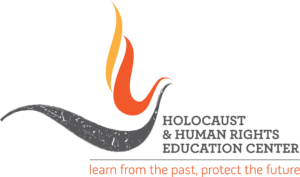 HOLOCAUST
& HUMAN RIGHTS
EDUCATION CENTER
learn from the past, protect the future